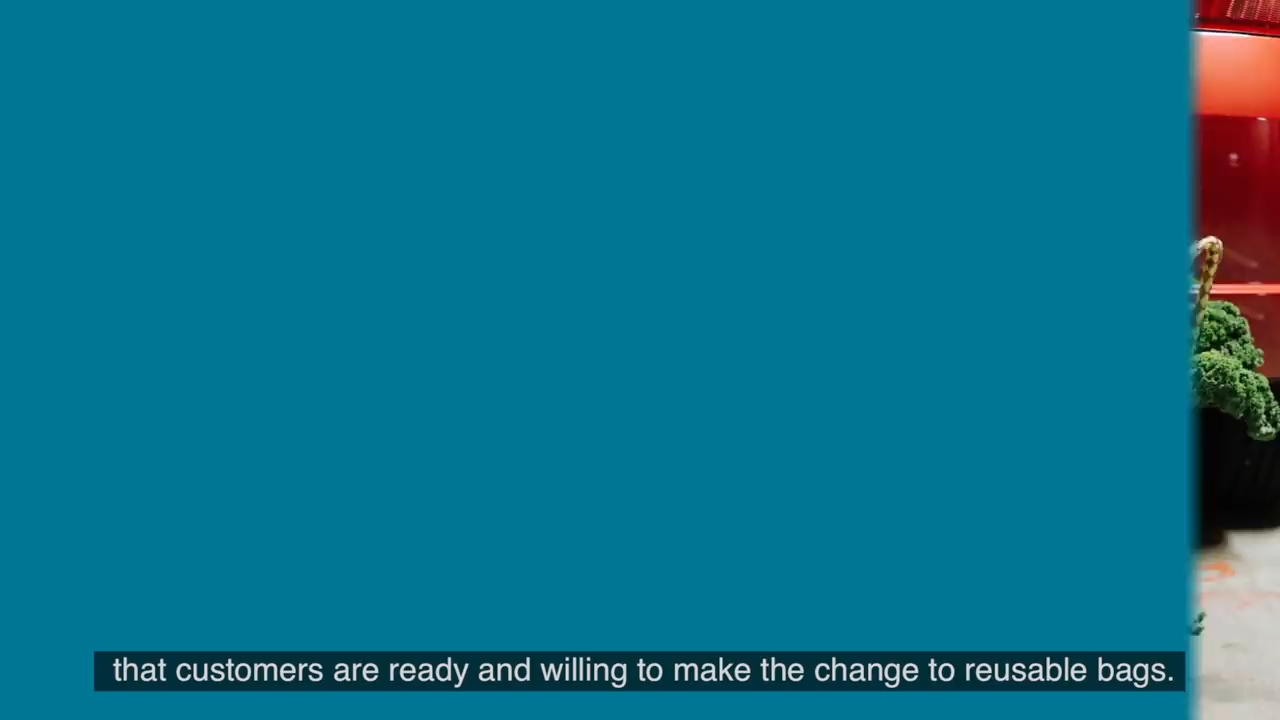 that customers are ready and willing to make the change to reusable bags.